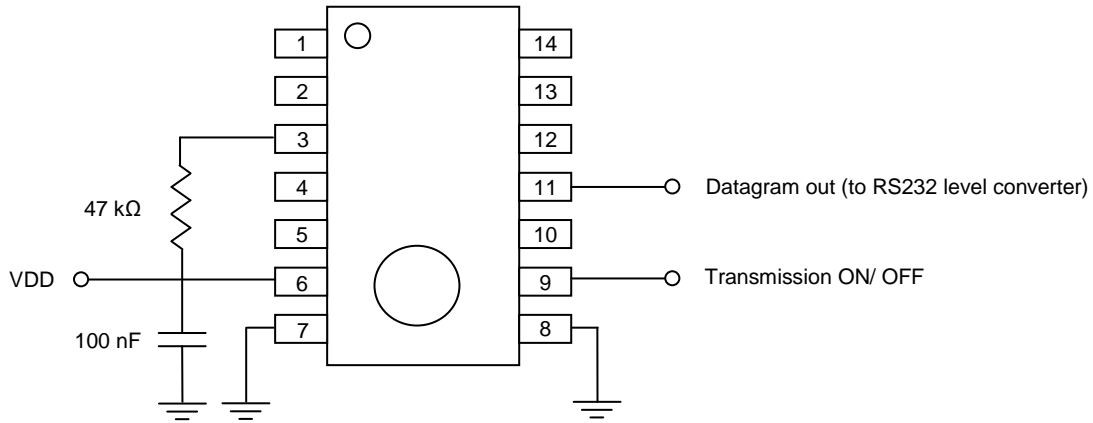 1 14
2 13
3 12
4 11 Datagram out (to RS232 level converter)
47 kΩ
5 10
VDD 6 9 Transmission ON/ OFF
100 nF 7 8